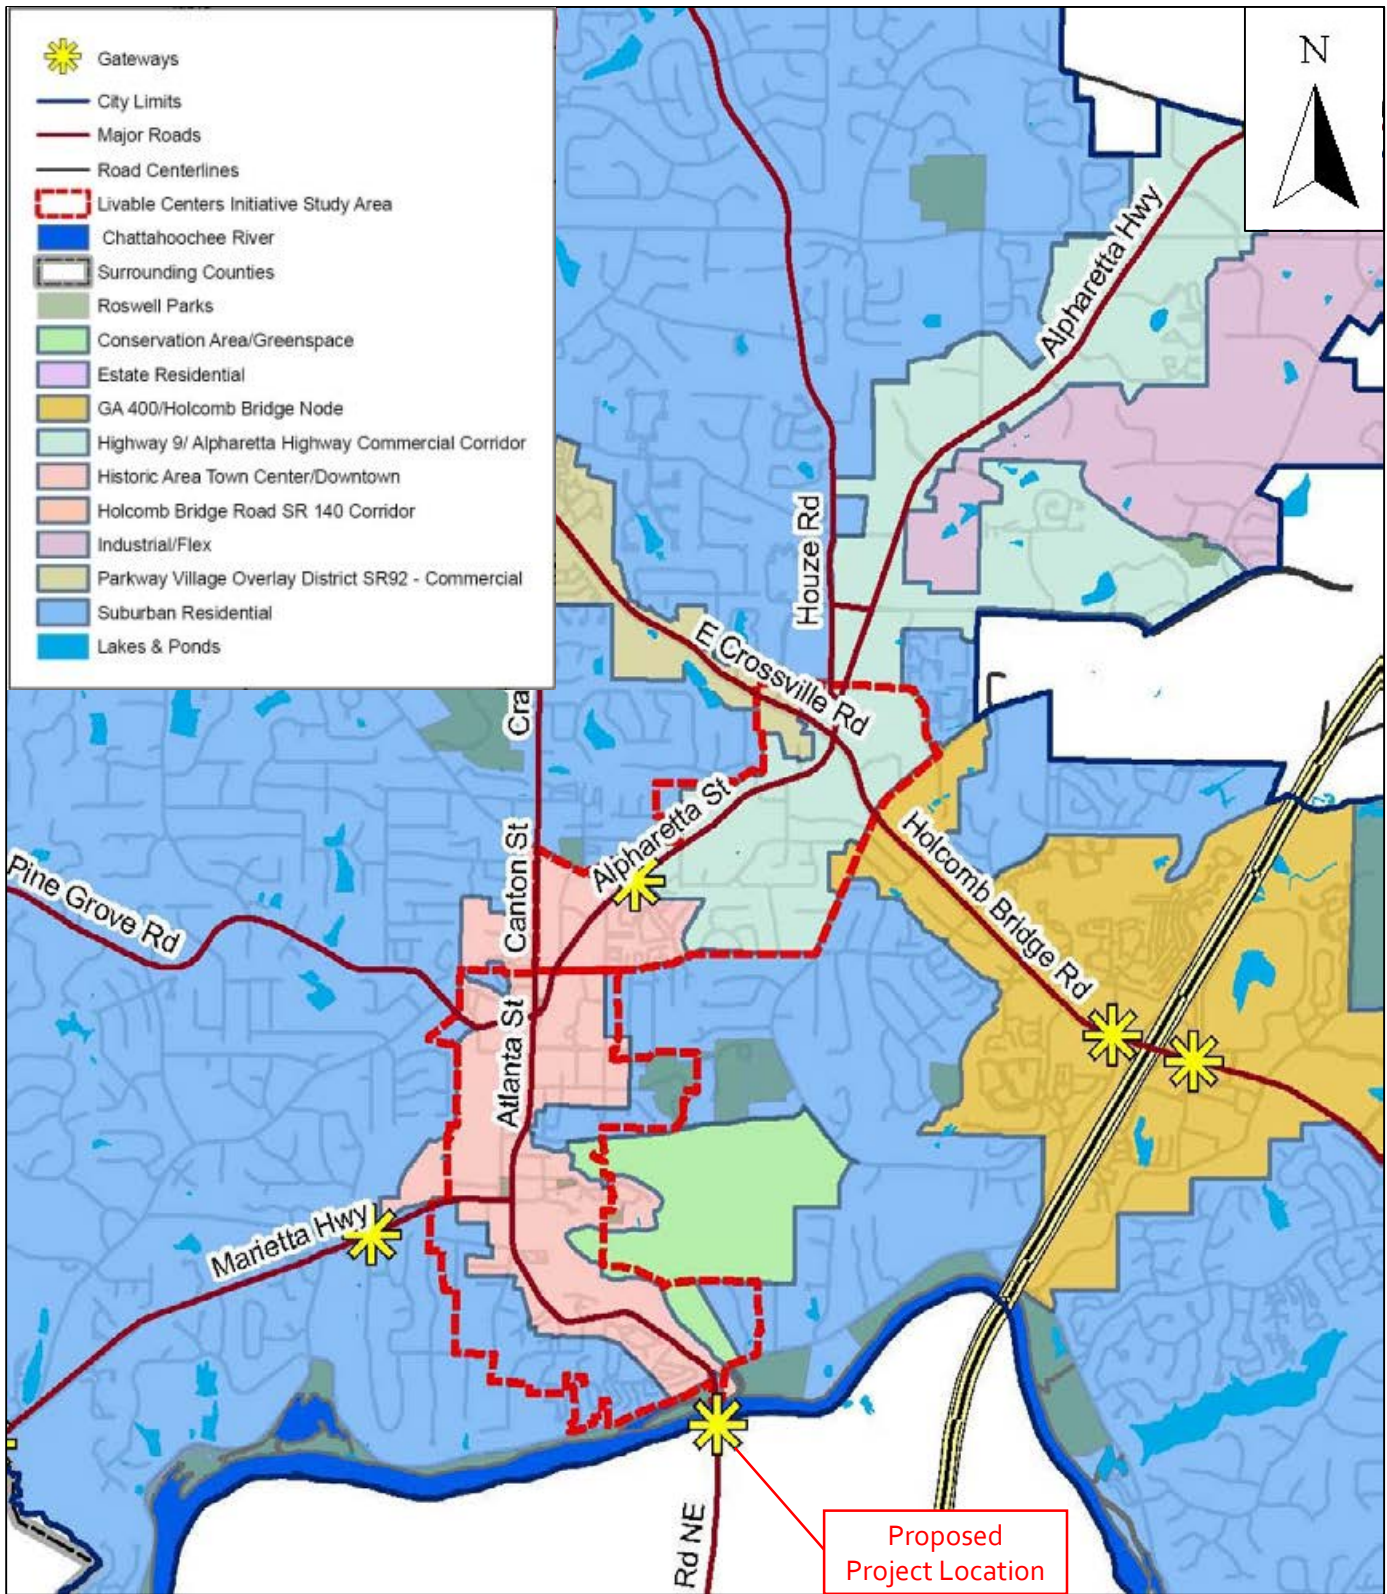 Gateways
City Limits
Major Roads
Road Centerlines
Livable Centers Initiative Study Area
Chattahoochee River
Surrounding Counties
Roswell Parks
Conservation Area/Greenspace
Estate Residential
GA 400/Holcomb Bridge Node
Highway 9/ Alpharetta Highway Commercial Corridor
Historic Area Town Center/Downtown
Holcomb Bridge Road SR 140 Corridor
Industrial/Flex
Parkway Village Overlay District SR92 - Commercial
Suburban Residential
Lakes & Ponds
N
Alpharetta Hwy
Houze Rd
E Crossville Rd
Cra
Alpharetta St
Canton St
Pine Grove Rd
Holcomb Bridge Rd
Atlanta St
Marietta Hwy
Rd NE
Proposed
Project Location